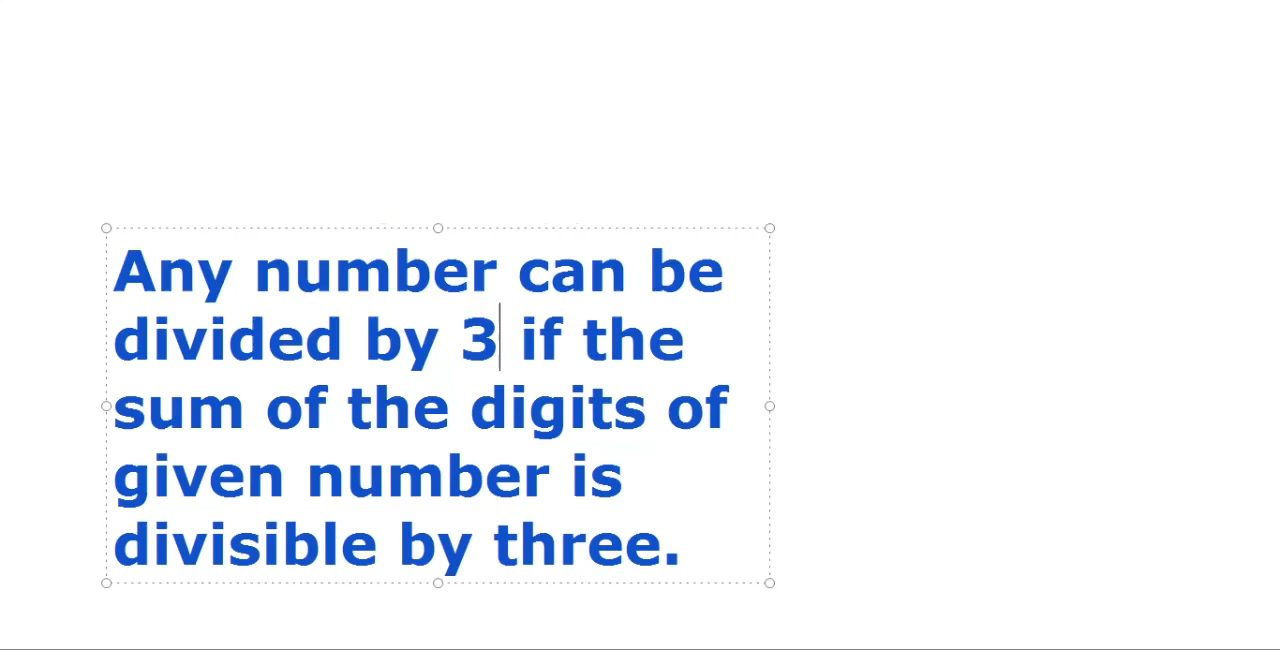 Any number can be
divided by 3 if the
sum of the digits of
given number is
divisible by three.